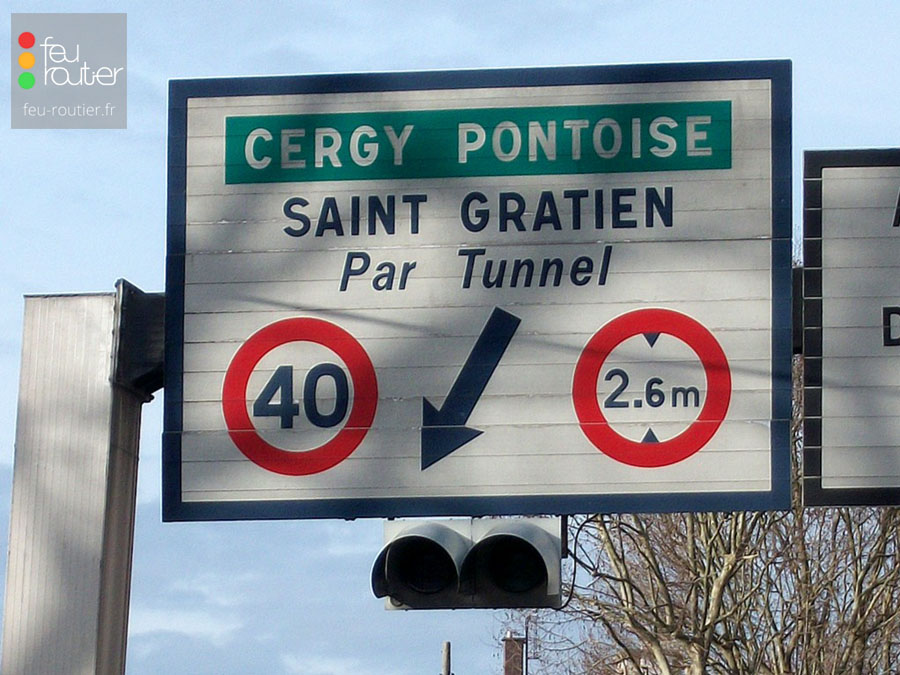 feu
routier
feu-routier.fr
CERGY PONTOISE
SAINT GRATIEN
Par Tunnel
40
2.6m